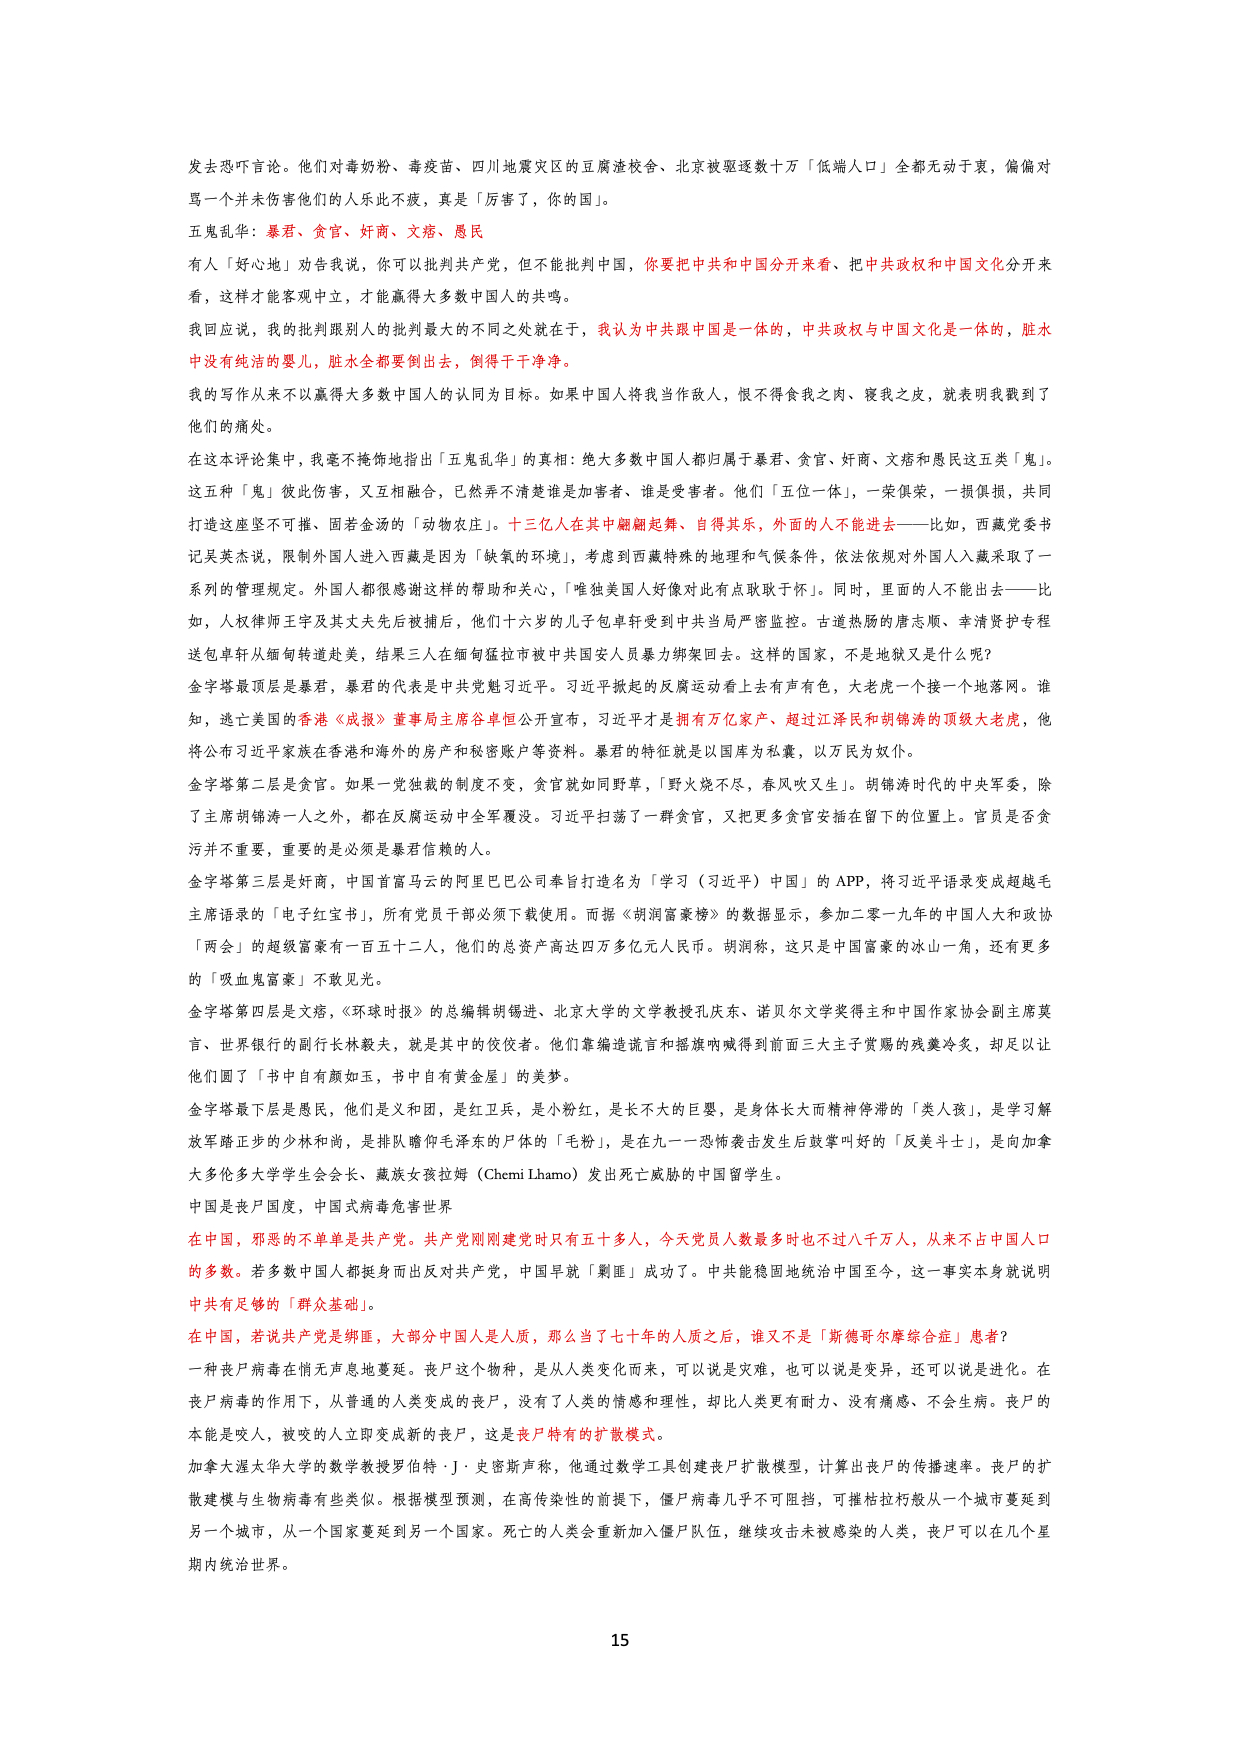 发去恐吓言论。他们对毒奶粉、毒疫苗、四川地震灾区的豆腐渣校舍、北京被驱逐数十万「低端人口」全都无动于衷，偏偏对
骂一个并未伤害他们的人乐此不疲，真是「厉害了，你的国」。
五鬼乱华：暴君、贪官、奸商、文痞、愚民
有人「好心地」劝告我说，你可以批判共产党，但不能批判中国，你要把中共和中国分开来看、把中共政权和中国文化分开来
看，这样才能客观中立，才能赢得大多数中国人的共鸣。
我回应说，我的批判跟别人的批判最大的不同之处就在于，我认为中共跟中国是一体的，中共政权与中国文化是一体的，脏水
中没有纯洁的婴儿，脏水全都要倒出去，倒得干干净净。
我的写作从来不以赢得大多数中国人的认同为目标。如果中国人将我当作敌人，恨不得食我之肉、寝我之皮，就表明我戳到了
他们的痛处。
在这本评论集中，我毫不掩饰地指出「五鬼乱华」的真相：绝大多数中国人都归属于暴君、贪官、奸商、文痞和愚民这五类「鬼」。
这五种「鬼」彼此伤害，又互相融合，已然弄不清楚谁是加害者、谁是受害者。他们「五位一体」，一荣俱荣，一损俱损，共同
打造这座坚不可摧、固若金汤的「动物农庄」。十三亿人在其中翩翩起舞、自得其乐，外面的人不能进去——比如，西藏党委书
记吴英杰说，限制外国人进入西藏是因为「缺氧的环境」，考虑到西藏特殊的地理和气候条件，依法依规对外国人入藏采取了一
系列的管理规定。外国人都很感谢这样的帮助和关心，「唯独美国人好像对此有点耿耿于怀」。同时，里面的人不能出去——比
如，人权律师王宇及其丈夫先后被捕后，他们十六岁的儿子包卓轩受到中共当局严密监控。古道热肠的唐志顺、幸清贤护专程
送包卓轩从缅甸转道赴美，结果三人在缅甸猛拉市被中共国安人员暴力绑架回去。这样的国家，不是地狱又是什么呢？
金字塔最顶层是暴君，暴君的代表是中共党魁习近平。习近平掀起的反腐运动看上去有声有色，大老虎一个接一个地落网。谁
知，逃亡美国的香港《成报》董事局主席谷卓恒公开宣布，习近平才是拥有万亿家产、超过江泽民和胡锦涛的顶级大老虎，他
将公布习近平家族在香港和海外的房产和秘密账户等资料。暴君的特征就是以国库为私囊，以万民为奴仆。
金字塔第二层是贪官。如果一党独裁的制度不变，贪官就如同野草，「野火烧不尽，春风吹又生」。胡锦涛时代的中央军委，除
了主席胡锦涛一人之外，都在反腐运动中全军覆没。习近平扫荡了一群贪官，又把更多贪官安插在留下的位置上。官员是否贪
污并不重要，重要的是必须是暴君信赖的人。
金字塔第三层是奸商，中国首富马云的阿里巴巴公司奉旨打造名为「学习（习近平）中国」的 APP，将习近平语录变成超越毛
主席语录的「电子红宝书」，所有党员干部必须下载使用。而据《胡润富豪榜》的数据显示，参加二零一九年的中国人大和政协
「两会」的超级富豪有一百五十二人，他们的总资产高达四万多亿元人民币。胡润称，这只是中国富豪的冰山一角，还有更多
的「吸血鬼富豪」不敢见光。
金字塔第四层是文痞，《环球时报》的总编辑胡锡进、北京大学的文学教授孔庆东、诺贝尔文学奖得主和中国作家协会副主席莫
言、世界银行的副行长林毅夫，就是其中的佼佼者。他们靠编造谎言和摇旗呐喊得到前面三大主子赏赐的残羹冷炙，却足以让
他们圆了「书中自有颜如玉，书中自有黄金屋」的美梦。
金字塔最下层是愚民，他们是义和团，是红卫兵，是小粉红，是长不大的巨婴，是身体长大而精神停滞的「类人孩」，是学习解
放军踏正步的少林和尚，是排队瞻仰毛泽东的尸体的「毛粉」，是在九一一恐怖袭击发生后鼓掌叫好的「反美斗士」，是向加拿
大多伦多大学学生会会长、藏族女孩拉姆（Chemi Lhamo）发出死亡威胁的中国留学生。
中国是丧尸国度，中国式病毒危害世界
在中国，邪恶的不单单是共产党。共产党刚刚建党时只有五十多人，今天党员人数最多时也不过八千万人，从来不占中国人口
的多数。若多数中国人都挺身而出反对共产党，中国早就「剿匪」成功了。中共能稳固地统治中国至今，这一事实本身就说明
中共有足够的「群众基础」。
在中国，若说共产党是绑匪，大部分中国人是人质，那么当了七十年的人质之后，谁又不是「斯德哥尔摩综合症」患者？
一种丧尸病毒在悄无声息地蔓延。丧尸这个物种，是从人类变化而来，可以说是灾难，也可以说是变异，还可以说是进化。在
丧尸病毒的作用下，从普通的人类变成的丧尸，没有了人类的情感和理性，却比人类更有耐力、没有痛感、不会生病。丧尸的
本能是咬人，被咬的人立即变成新的丧尸，这是丧尸特有的扩散模式。
加拿大渥太华大学的数学教授罗伯特·J·史密斯声称，他通过数学工具创建丧尸扩散模型，计算出丧尸的传播速率。丧尸的扩
散建模与生物病毒有些类似。根据模型预测，在高传染性的前提下，僵尸病毒几乎不可阻挡，可摧枯拉朽般从一个城市蔓延到
另一个城市，从一个国家蔓延到另一个国家。死亡的人类会重新加入僵尸队伍，继续攻击未被感染的人类，丧尸可以在几个星
期内统治世界。
15